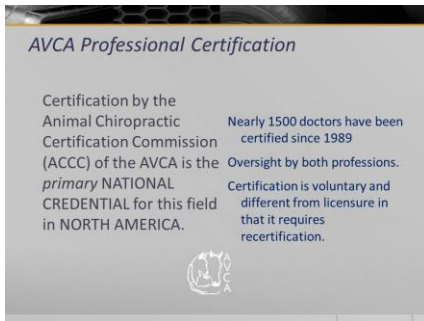 AVCA Professional Certification
Certification by the
Animal Chiropractic
Certification Commission
(ACCC) of the AVCA is the
primary NATIONAL
CREDENTIAL for this field
in NORTH AMERICA.
Nearly 1500 doctors have been
certified since 1989
Oversight by both professions.
Certification is voluntary and
different from licensure in
that it requires
recertification.
AVCA